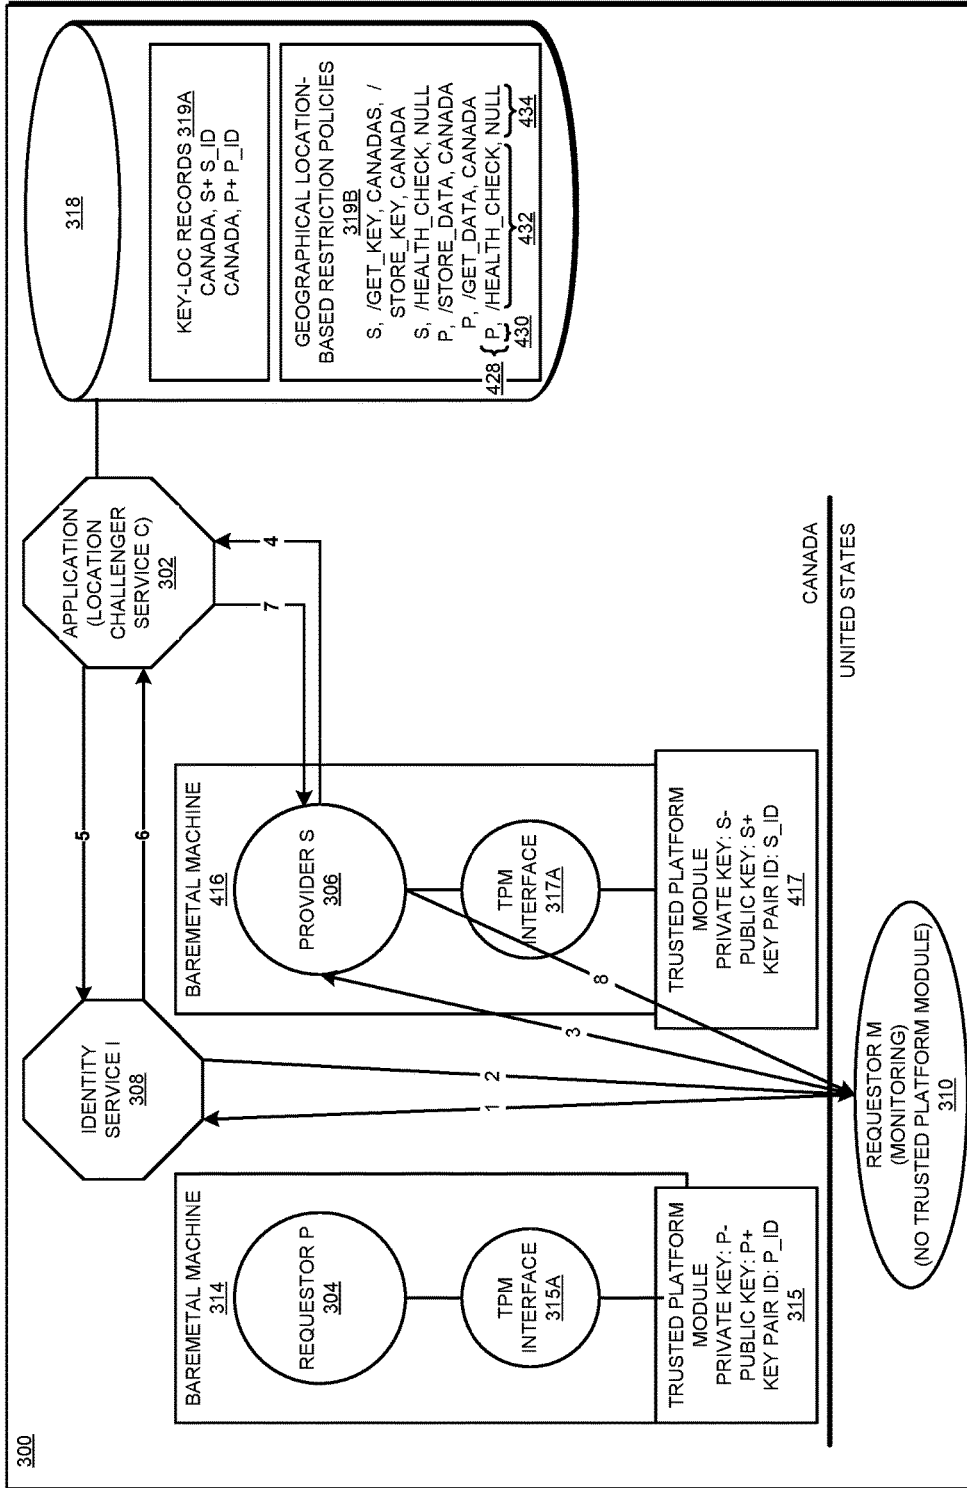 300
BAREMETAL MACHINE
314
REQUESTOR P
304
TPM
INTERFACE
315A
TRUSTED PLATFORM
MODULE
PRIVATE KEY: P-
PUBLIC KEY: P+
KEY PAIR ID: P_ID
315
IDENTITY
SERVICE I
308
BAREMETAL MACHINE
416
PROVIDER S
306
TPM
INTERFACE
317A
TRUSTED PLATFORM
MODULE
PRIVATE KEY: S-
PUBLIC KEY: S+
KEY PAIR ID: S_ID
417
APPLICATION
(LOCATION
CHALLENGER
SERVICE C)
302
318
KEY-LOC RECORDS 319A
CANADA, S+ S_ID
CANADA, P+ P_ID
GEOGRAPHICAL LOCATION-
BASED RESTRICTION POLICIES
319B
S, /GET_KEY, CANADAS, /
STORE_KEY, CANADA
S, /HEALTH_CHECK, NULL
P, /STORE_DATA, CANADA
P, /GET_DATA, CANADA
P, /HEALTH_CHECK, NULL
428
430
432
434
1
2
3
4
5
6
7
8
CANADA
UNITED STATES
REQUESTOR M
(MONITORING)
(NO TRUSTED PLATFORM MODULE)
310